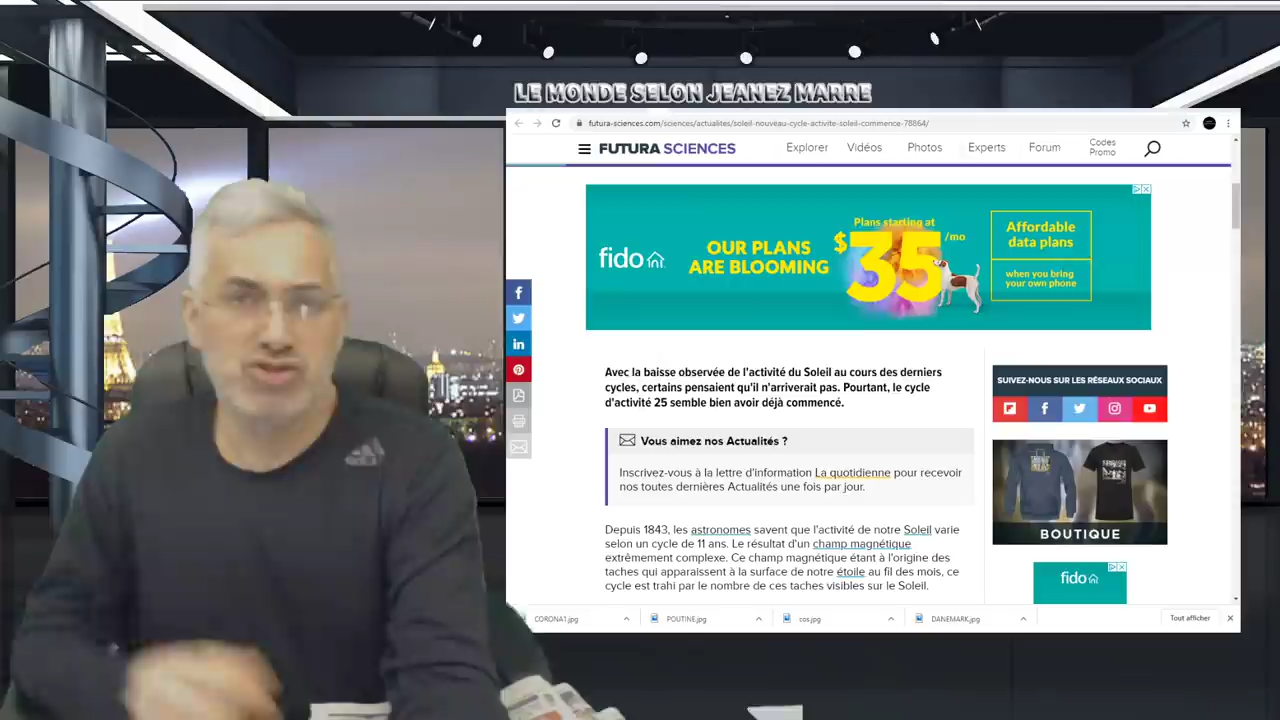 LE MONDE SELON JEANEZ MARRE
futura-sciences.com/sciences/actualites/soleil-nouveau-cycle-activite-soleil-commence-78864/
FUTURA SCIENCES
Explorer
Vidéos
Photos
Experts
Forum
Codes
Promo
fido
OUR PLANS
ARE BLOOMING
Plans starting at
$35/mo
Affordable
data plans
when you bring
your own phone
Avec la baisse observée de l'activité du Soleil au cours des derniers
cycles, certains pensaient qu'il n'arriverait pas. Pourtant, le cycle
d'activité 25 semble bien avoir déjà commencé.
Vous aimez nos Actualités ?
Inscrivez-vous à la lettre d'information La quotidienne pour recevoir
nos toutes dernières Actualités une fois par jour.
Depuis 1843, les astronomes savent que l'activité de notre Soleil varie
selon un cycle de 11 ans. Le résultat d'un champ magnétique
extrêmement complexe. Ce champ magnétique étant à l'origine des
taches qui apparaissent à la surface de notre étoile au fil des mois, ce
cycle est trahi par le nombre de ces taches visibles sur le Soleil.
SUIVEZ-NOUS SUR LES RÉSEAUX SOCIAUX
BOUTIQUE
fido
CORONA1.jpg
POUTINE.jpg
cos.jpg
DANEMARK.jpg
Tout afficher